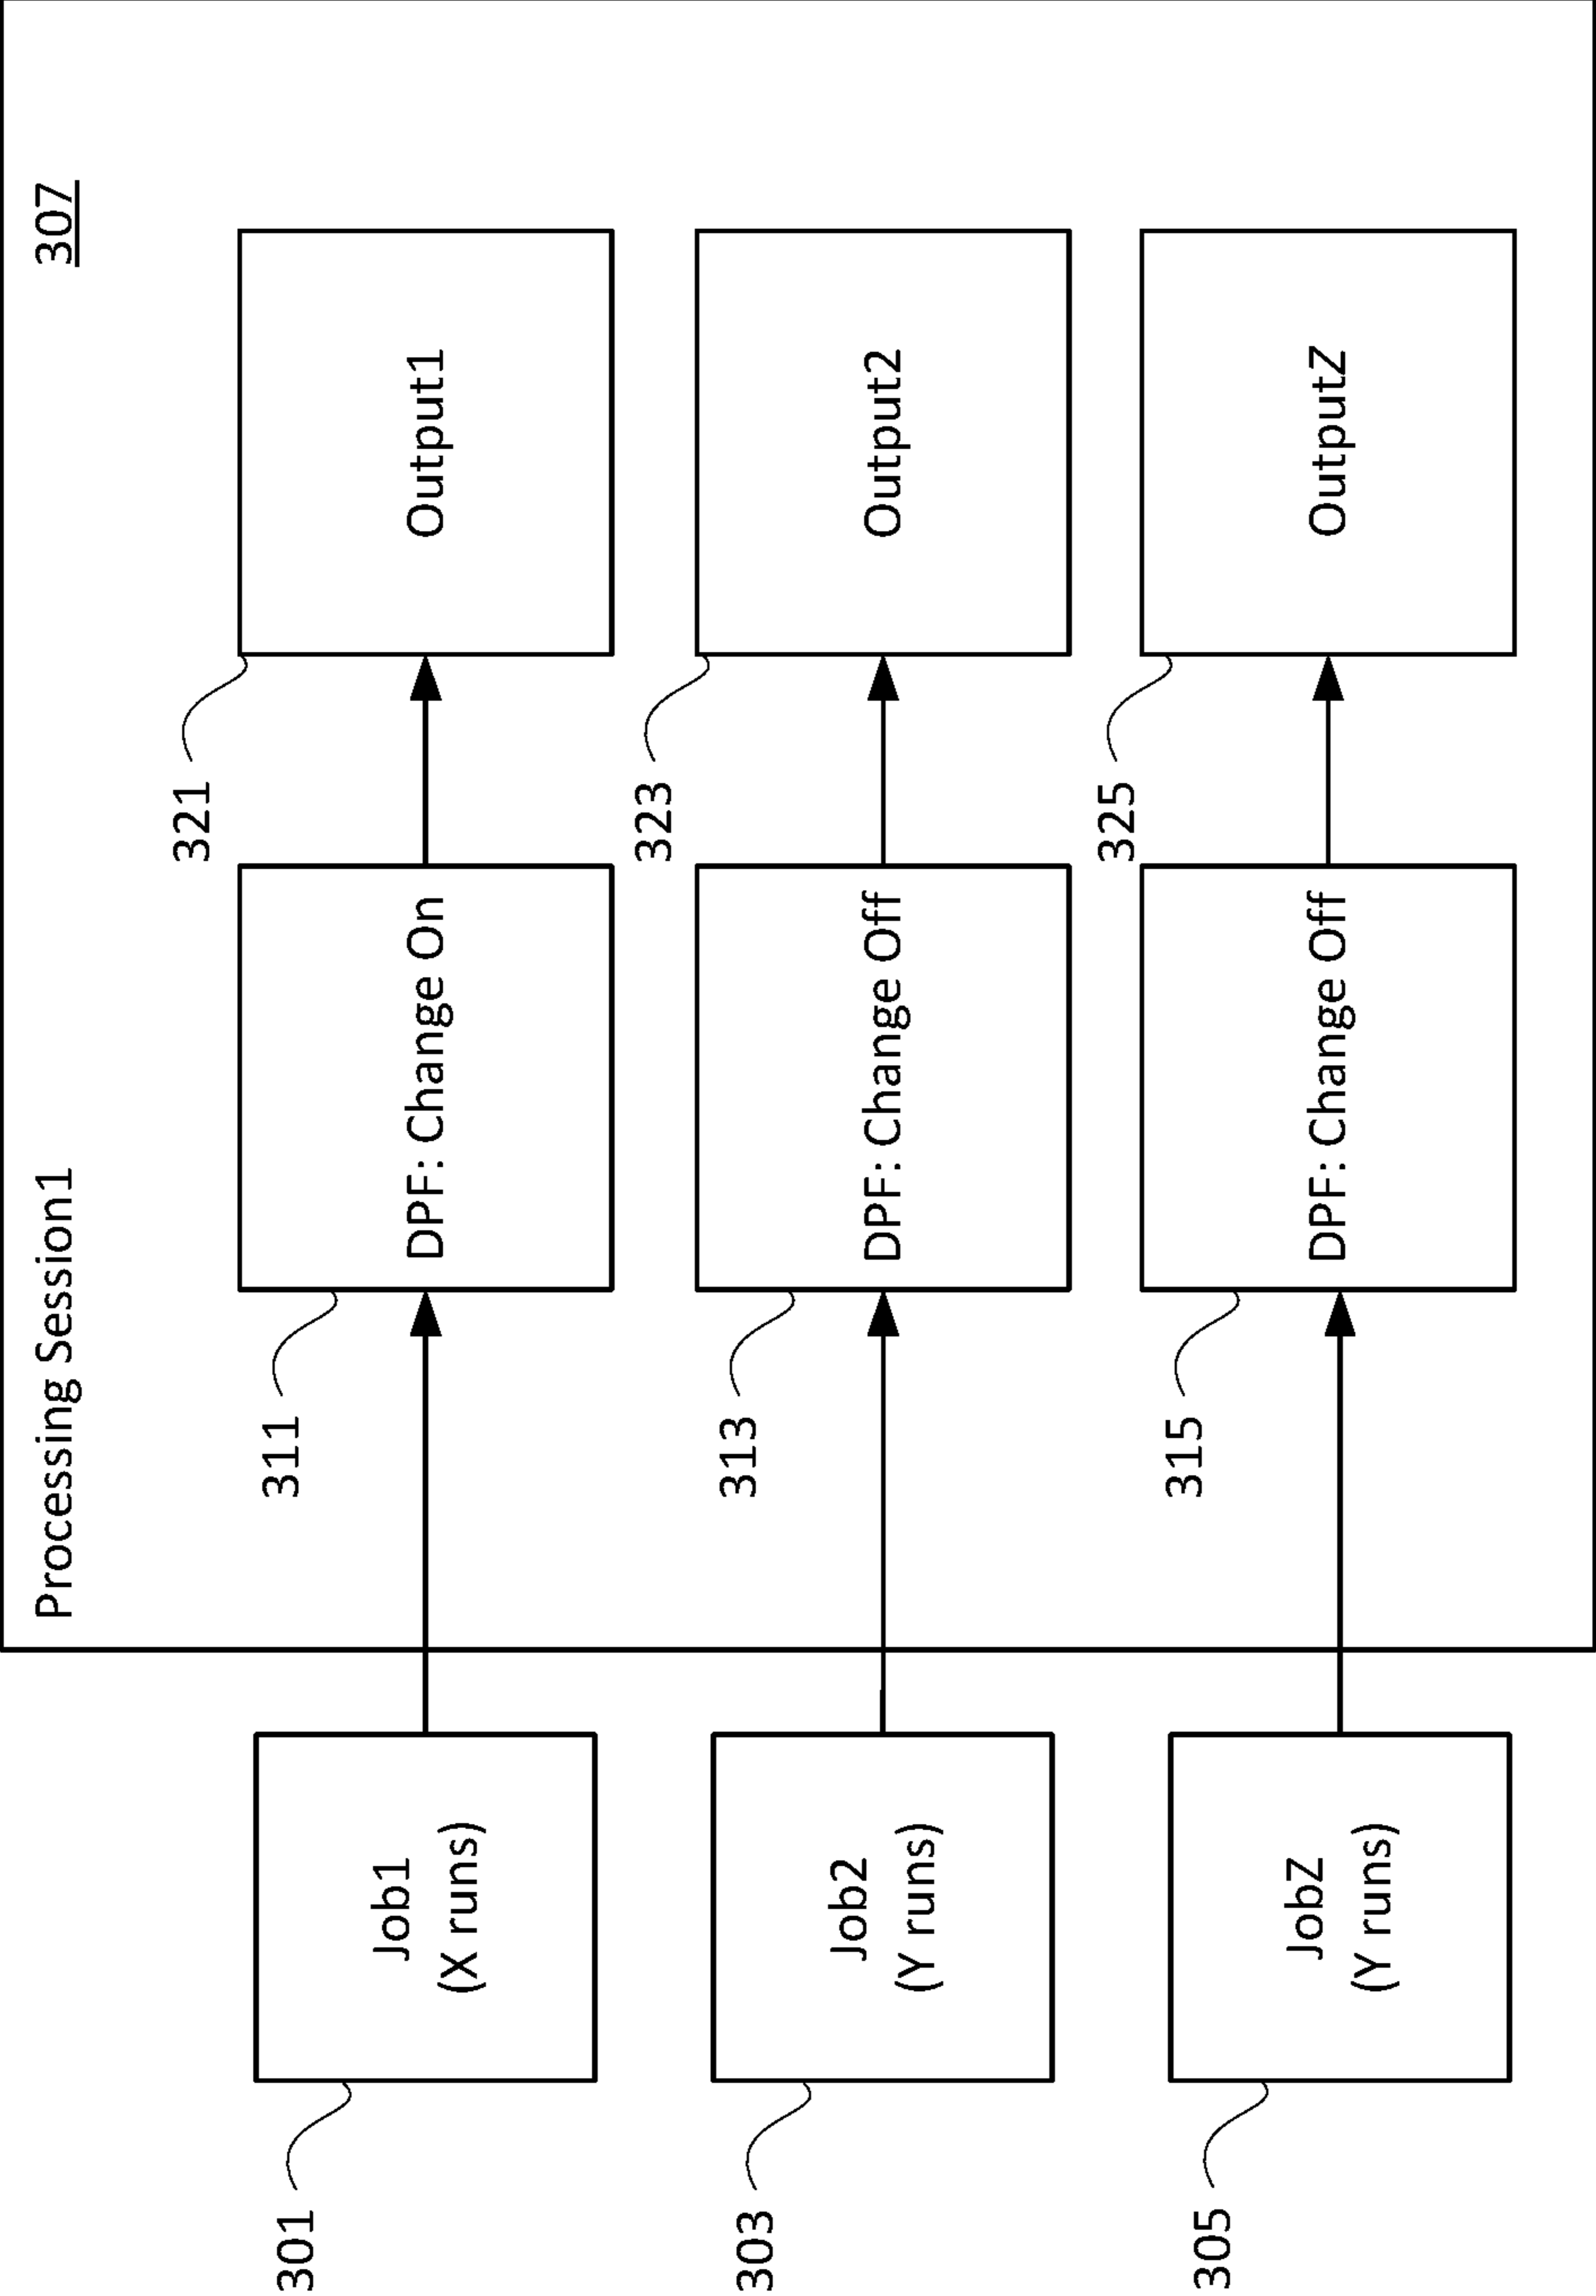 Processing Session1
307
301
Job1
(X runs)
311
DPF: Change On
321
Output1
303
Job2
(Y runs)
313
DPF: Change Off
323
Output2
305
JobZ
(Y runs)
315
DPF: Change Off
325
OutputZ